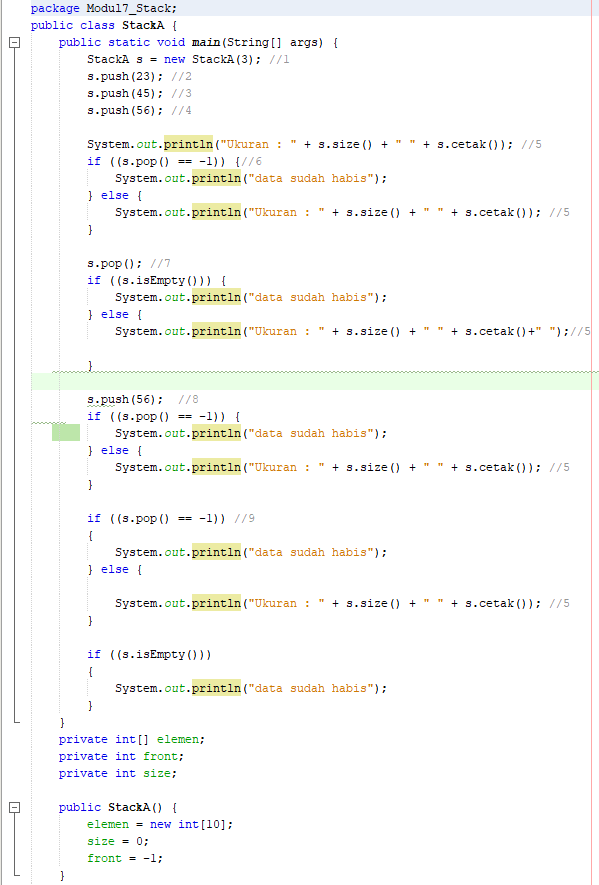 package Modul7_Stack;
public class StackA {
    public static void main(String[] args) {
        StackA s = new StackA(3); //1
        s.push(23); //2
        s.push(45); //3
        s.push(56); //4

        System.out.println("Ukuran : " + s.size() + " " + s.cetak()); //5
        if ((s.pop() == -1)) {//6
            System.out.println("data sudah habis");
        } else {
            System.out.println("Ukuran : " + s.size() + " " + s.cetak()); //5
        }

        s.pop(); //7
        if ((s.isEmpty())) {
            System.out.println("data sudah habis");
        } else {
            System.out.println("Ukuran : " + s.size() + " " + s.cetak()+" ");//5

        }

        s.push(56);  //8
        if ((s.pop() == -1)) {
            System.out.println("data sudah habis");
        } else {
            System.out.println("Ukuran : " + s.size() + " " + s.cetak()); //5
        }

        if ((s.pop() == -1)) //9
        {
            System.out.println("data sudah habis");
        } else {

            System.out.println("Ukuran : " + s.size() + " " + s.cetak()); //5
        }

        if ((s.isEmpty()))
        {
            System.out.println("data sudah habis");
        }
    }
    private int[] elemen;
    private int front;
    private int size;

    public StackA() {
        elemen = new int[10];
        size = 0;
        front = -1;
    }